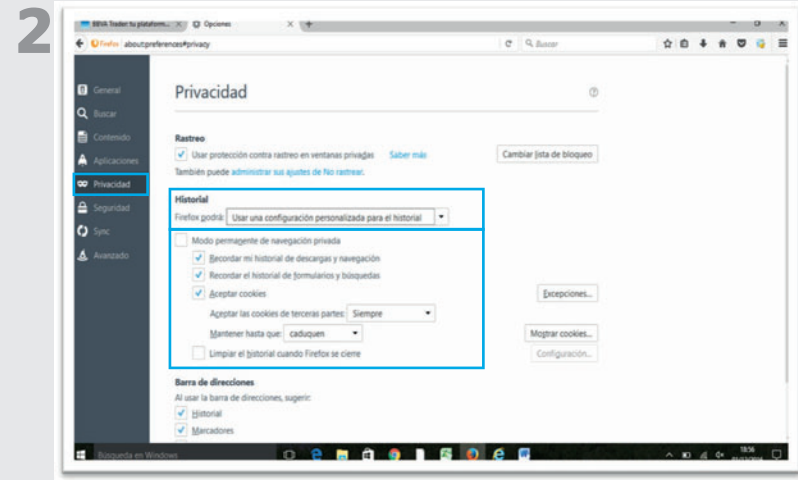 2
BBVA Trader: tu plataform... Opciones
Firefox about:preferences#privacy Buscar
General
Privacidad
Buscar
Contenido
Rastreo
Usar protección contra rastreo en ventanas privadas Saber más Cambiar lista de bloqueo
Aplicaciones
También puede administrar sus ajustes de No rastrear.
Privacidad
Historial
Seguridad
Firefox podrá: Usar una configuración personalizada para el historial
Sync
Modo permanente de navegación privada
Avanzado
Recordar mi historial de descargas y navegación
Recordar el historial de formularios y búsquedas
Aceptar cookies Excepciones...
Aceptar las cookies de terceras partes: Siempre
Mantener hasta que: caduquen Mostrar cookies...
Limpiar el historial cuando Firefox se cierre Configuración...
Barra de direcciones
Al usar la barra de direcciones, sugerir:
Historial
Marcadores
Búsqueda en Windows 18:56